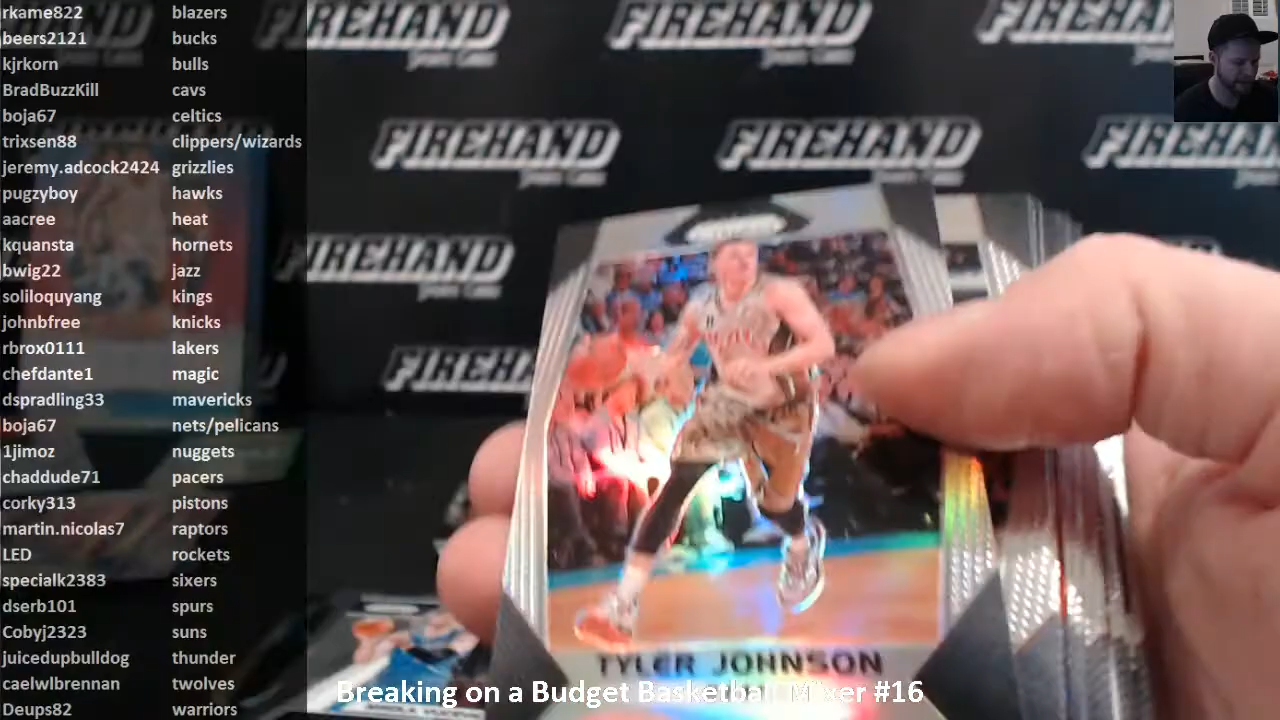 rkame822 blazers
beers2121 bucks
kjrkorn bulls
BradBuzzKill cavs
boja67 celtics
trixsen88 clippers/wizards
jeremy.adcock2424 grizzlies
pugzyboy hawks
aacree heat
kquansta hornets
bwig22 jazz
soliloquyang kings
johnbfree knicks
rbrox0111 lakers
chefdante1 magic
dspradling33 mavericks
boja67 nets/pelicans
1jimoz nuggets
chaddude71 pacers
corky313 pistons
martin.nicolas7 raptors
LED rockets
specialk2383 sixers
dserb101 spurs
Cobyj2323 suns
juicedupbulldog thunder
caelwlbrennan twolves
Deups82 warriors
FIREHAND FIREHAND FIREHAND
FIREHAND FIREHAND FIREHAND
FIREHAND
FIREHAND
TYLER JOHNSON
Breaking on a Budget Basketball Mixer #16